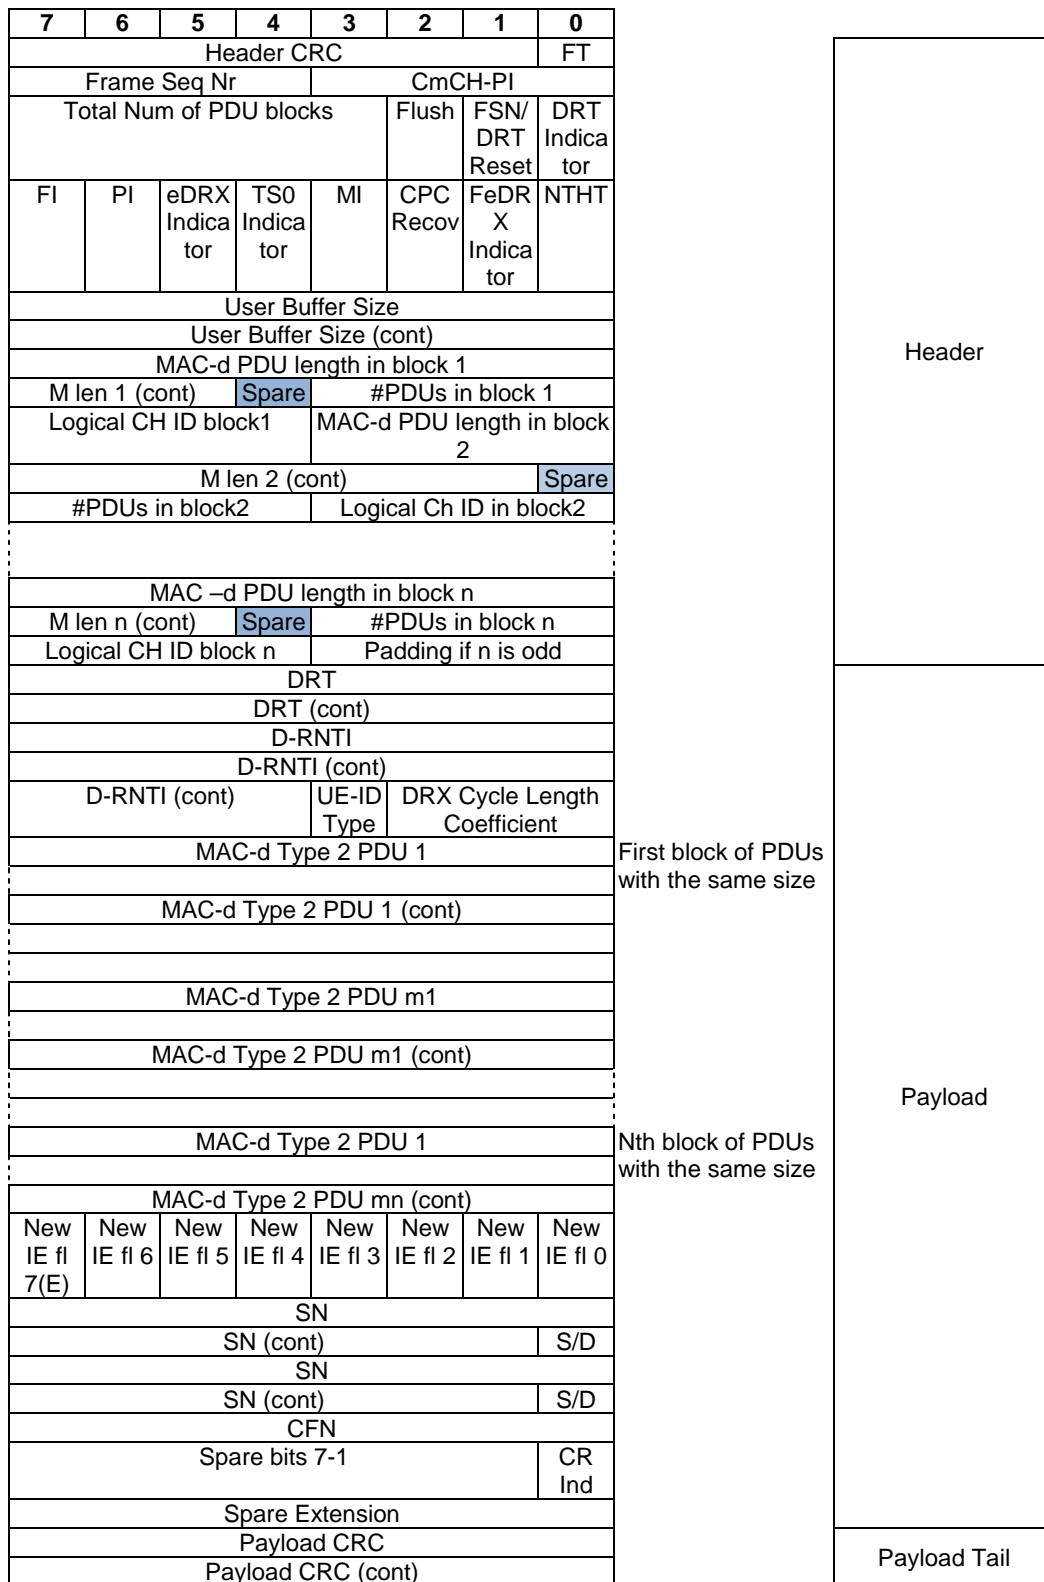 7 6 5 4 3 2 1 0
Header CRC FT
Frame Seq Nr CmCH-PI
Total Num of PDU blocks Flush FSN/ DRT
DRT Indica
Reset tor
FI PI eDRX TS0 MI CPC FeDR NTHT
Indica Indica Recov X
tor tor Indica
tor
User Buffer Size
User Buffer Size (cont)
Header
MAC-d PDU length in block 1
M len 1 (cont) Spare #PDUs in block 1
Logical CH ID block1 MAC-d PDU length in block
2
M len 2 (cont) Spare
#PDUs in block2 Logical Ch ID in block2
MAC –d PDU length in block n
M len n (cont) Spare #PDUs in block n
Logical CH ID block n Padding if n is odd
DRT
DRT (cont)
D-RNTI
D-RNTI (cont)
D-RNTI (cont) UE-ID DRX Cycle Length
Type Coefficient
MAC-d Type 2 PDU 1 First block of PDUs
with the same size
MAC-d Type 2 PDU 1 (cont)
MAC-d Type 2 PDU m1
MAC-d Type 2 PDU m1 (cont)
Payload
MAC-d Type 2 PDU 1 Nth block of PDUs
with the same size
MAC-d Type 2 PDU mn (cont)
New New New New New New New New
IE fl IE fl 6 IE fl 5 IE fl 4 IE fl 3 IE fl 2 IE fl 1 IE fl 0
7(E)
SN
SN (cont) S/D
SN
SN (cont) S/D
CFN
Spare bits 7-1 CR
Ind
Spare Extension
Payload CRC
Payload Tail
Payload CRC (cont)